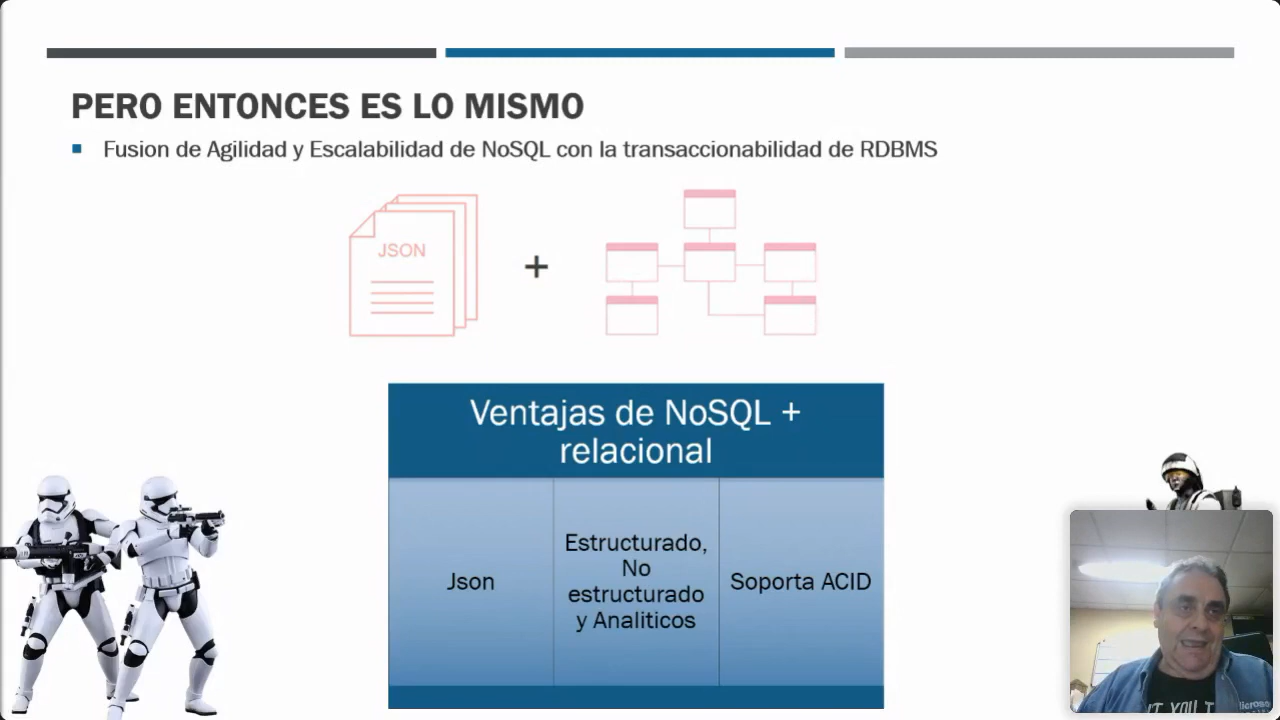 PERO ENTONCES ES LO MISMO
Fusion de Agilidad y Escalabilidad de NoSQL con la transaccionabilidad de RDBMS
JSON
+
Ventajas de NoSQL +
relacional
Json
Estructurado,
No
estructurado
y Analiticos
Soporta ACID